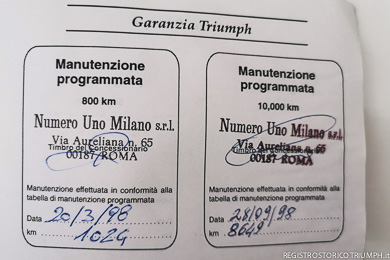 Garanzia Triumph
Manutenzione
programmata
800 km
Numero Uno Milano s.r.l.
Via Aureliana n. 65
Timbro del Concessionario
00187 ROMA
Manutenzione effettuata in conformità alla
tabella di manutenzione programmata
Data 20/3/98
km 1024
Manutenzione
programmata
10,000 km
Numero Uno Milano s.r.l.
Via Aureliana n. 65
Timbro del Concessionario
00187 ROMA
Manutenzione effettuata in conformità alla
tabella di manutenzione programmata
Data 28/09/98
km 8649
REGISTROSTORICOTRIUMPH.it